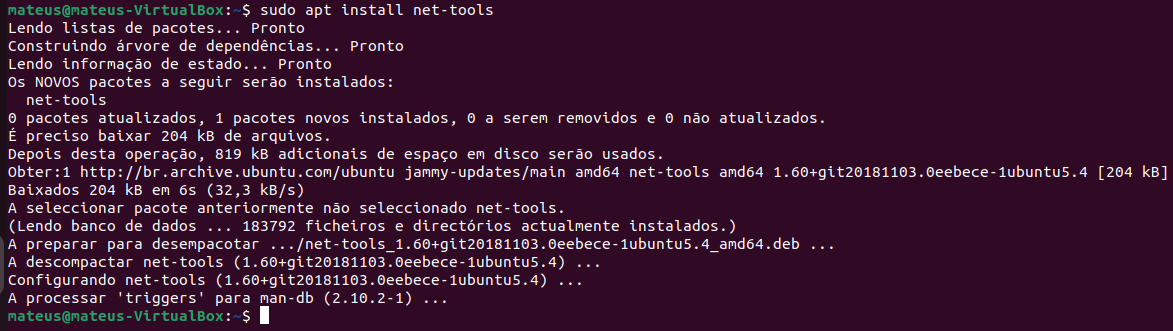 mateus@mateus-VirtualBox:~$ sudo apt install net-tools
Lendo listas de pacotes... Pronto
Construindo árvore de dependências... Pronto
Lendo informação de estado... Pronto
Os NOVOS pacotes a seguir serão instalados:
  net-tools
0 pacotes atualizados, 1 pacotes novos instalados, 0 a serem removidos e 0 não atualizados.
É preciso baixar 204 kB de arquivos.
Depois desta operação, 819 kB adicionais de espaço em disco serão usados.
Obter:1 http://br.archive.ubuntu.com/ubuntu jammy-updates/main amd64 net-tools amd64 1.60+git20181103.0eebece-1ubuntu5.4 [204 kB]
Baixados 204 kB em 6s (32,3 kB/s)
A seleccionar pacote anteriormente não seleccionado net-tools.
(Lendo banco de dados ... 183792 ficheiros e directórios actualmente instalados.)
A preparar para desempacotar .../net-tools_1.60+git20181103.0eebece-1ubuntu5.4_amd64.deb ...
A descompactar net-tools (1.60+git20181103.0eebece-1ubuntu5.4) ...
Configurando net-tools (1.60+git20181103.0eebece-1ubuntu5.4) ...
A processar 'triggers' para man-db (2.10.2-1) ...
mateus@mateus-VirtualBox:~$